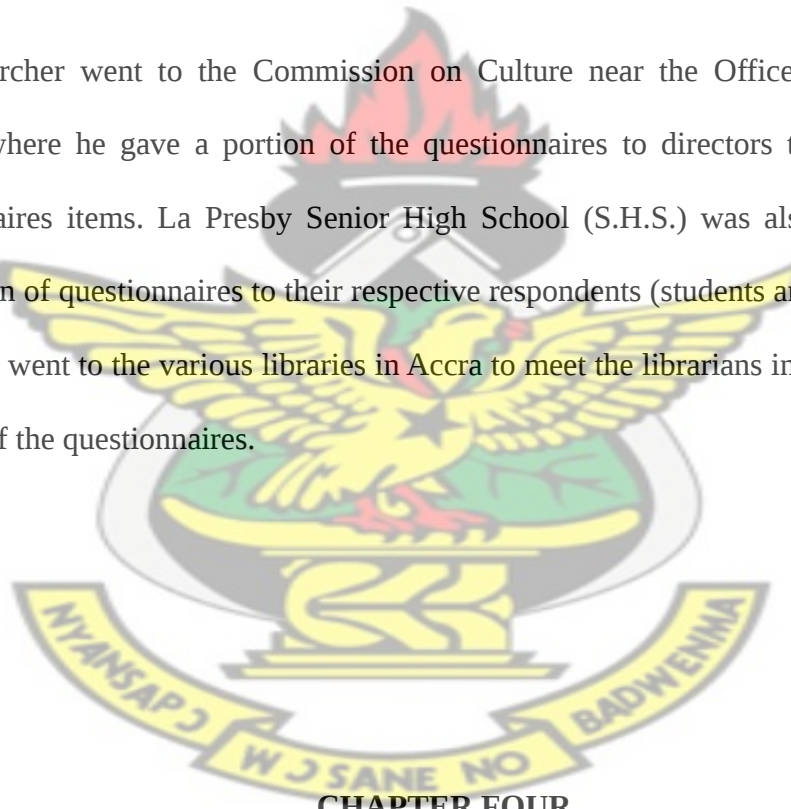 rcher went to the Commission on Culture near the Office
where he gave a portion of the questionnaires to directors t
aires items. La Presby Senior High School (S.H.S.) was als
n of questionnaires to their respective respondents (students an
went to the various libraries in Accra to meet the librarians in
f the questionnaires.
NYANSAPƆ WƆSANE NO BADWENMA
CHAPTER FOUR